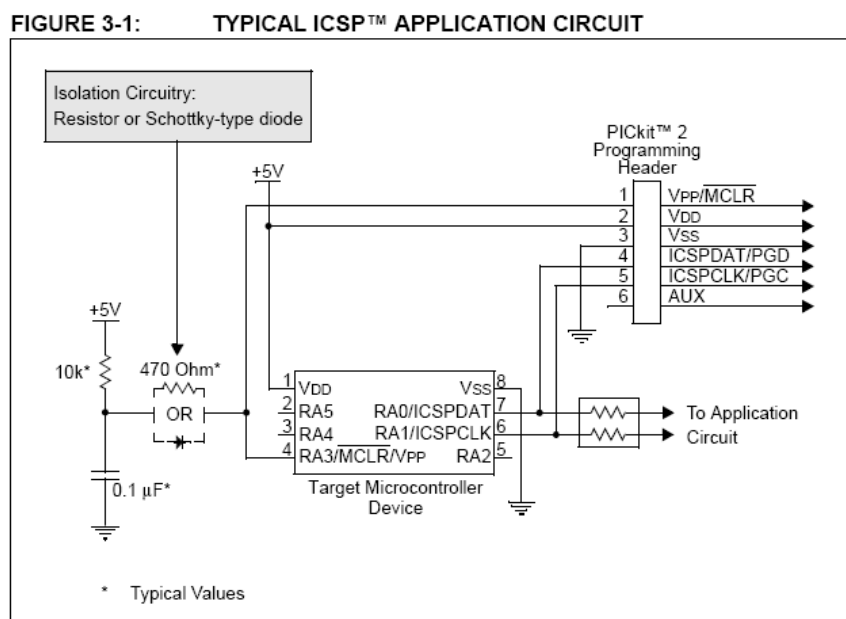 FIGURE 3-1: TYPICAL ICSP™ APPLICATION CIRCUIT
Isolation Circuitry:
Resistor or Schottky-type diode
PICkit™ 2
Programming
Header
+5V
1 VPP/MCLR
2 VDD
3 VSS
4 ICSPDAT/PGD
5 ICSPCLK/PGC
6 AUX
+5V
10k*
470 Ohm*
OR
0.1 µF*
1 VDD VSS 8
2 RA5 RA0/ICSPDAT 7
3 RA4 RA1/ICSPCLK 6
4 RA3/MCLR/VPP RA2 5
Target Microcontroller
Device
To Application
Circuit
* Typical Values